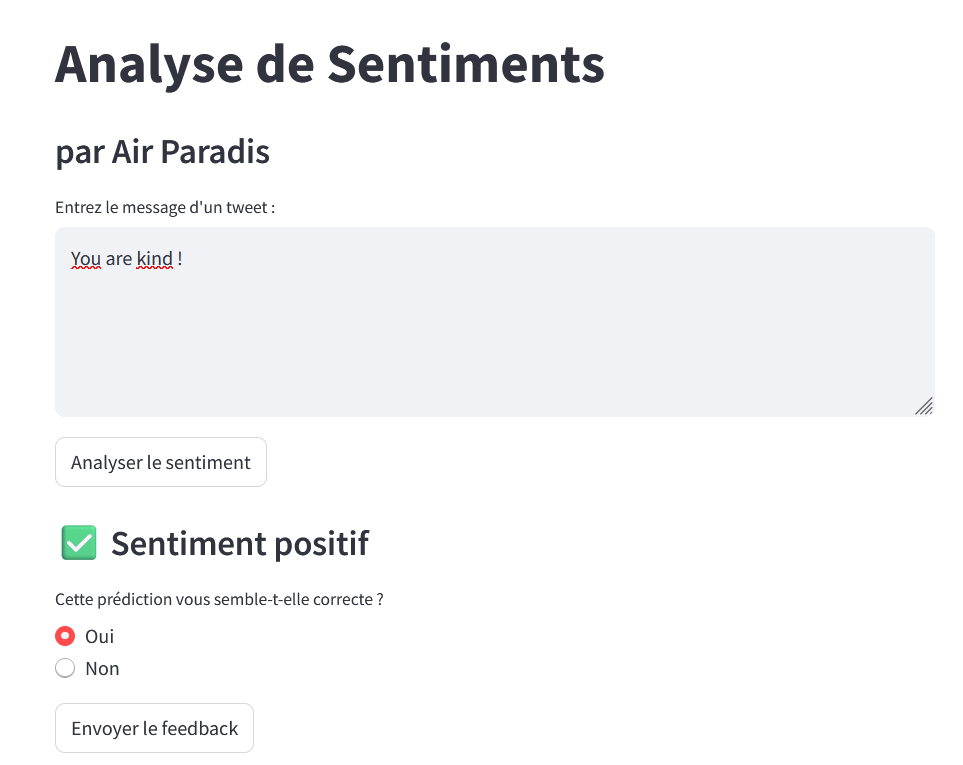 Analyse de Sentiments
par Air Paradis
Entrez le message d'un tweet :
You are kind !
Analyser le sentiment
Sentiment positif
Cette prédiction vous semble-t-elle correcte ?
Oui
Non
Envoyer le feedback